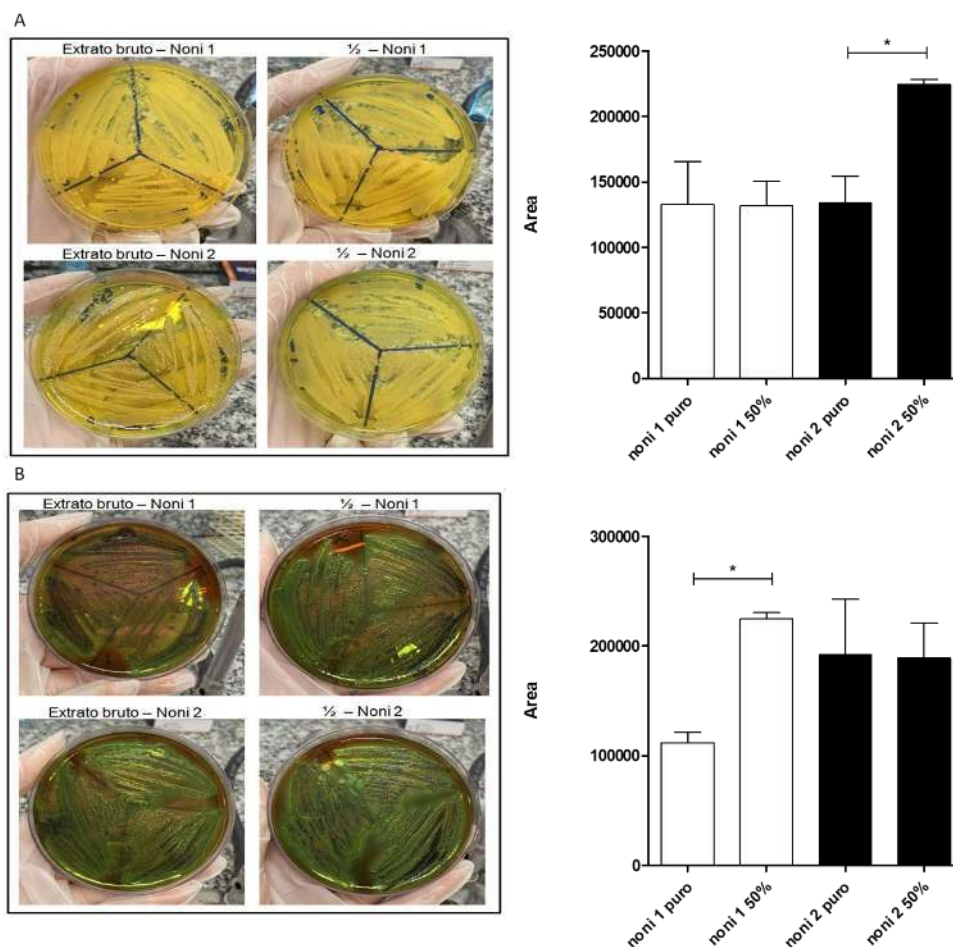 A
Extrato bruto – Noni 1
½ – Noni 1
Extrato bruto – Noni 2
½ – Noni 2
250000
200000
150000
100000
50000
0
Area
*
noni 1 puro
noni 1 50%
noni 2 puro
noni 2 50%
B
Extrato bruto – Noni 1
½ – Noni 1
Extrato bruto – Noni 2
½ – Noni 2
300000
200000
100000
0
Area
*
noni 1 puro
noni 1 50%
noni 2 puro
noni 2 50%